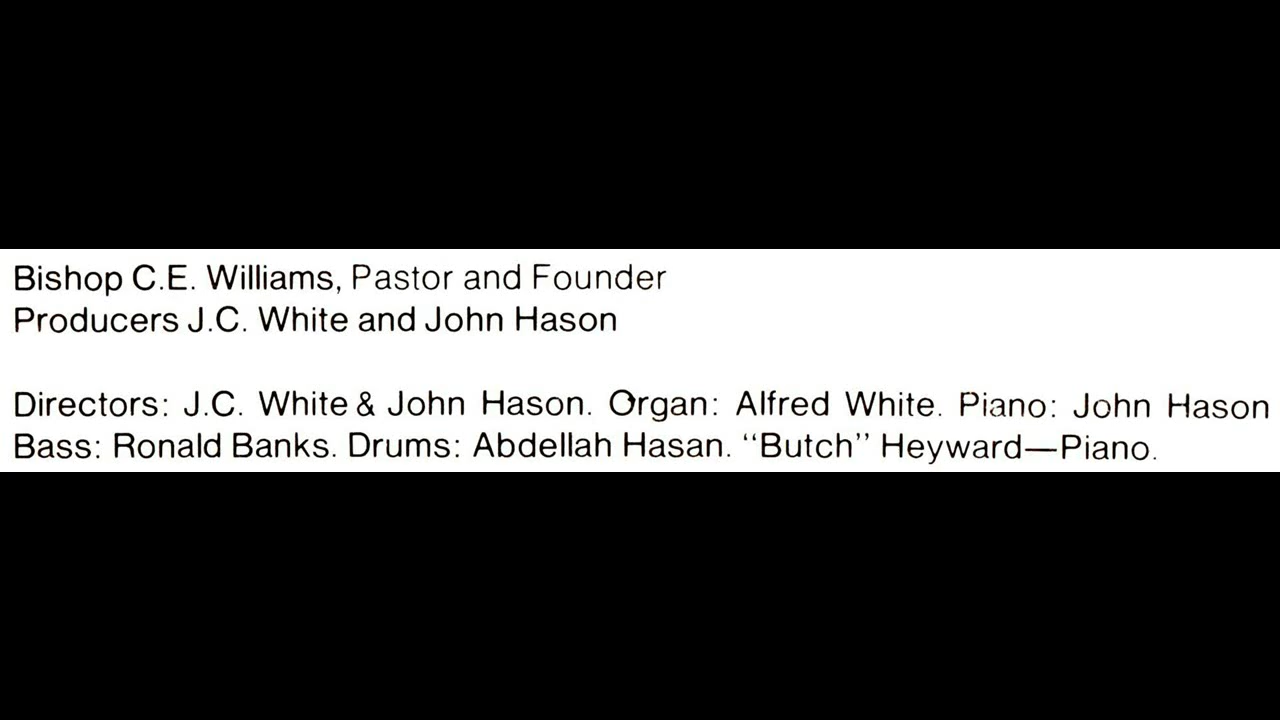 Bishop C.E. Williams, Pastor and Founder
Producers J.C. White and John Hason
Directors: J.C. White & John Hason. Organ: Alfred White. Piano: John Hason
Bass: Ronald Banks. Drums: Abdellah Hasan. “Butch” Heyward—Piano.